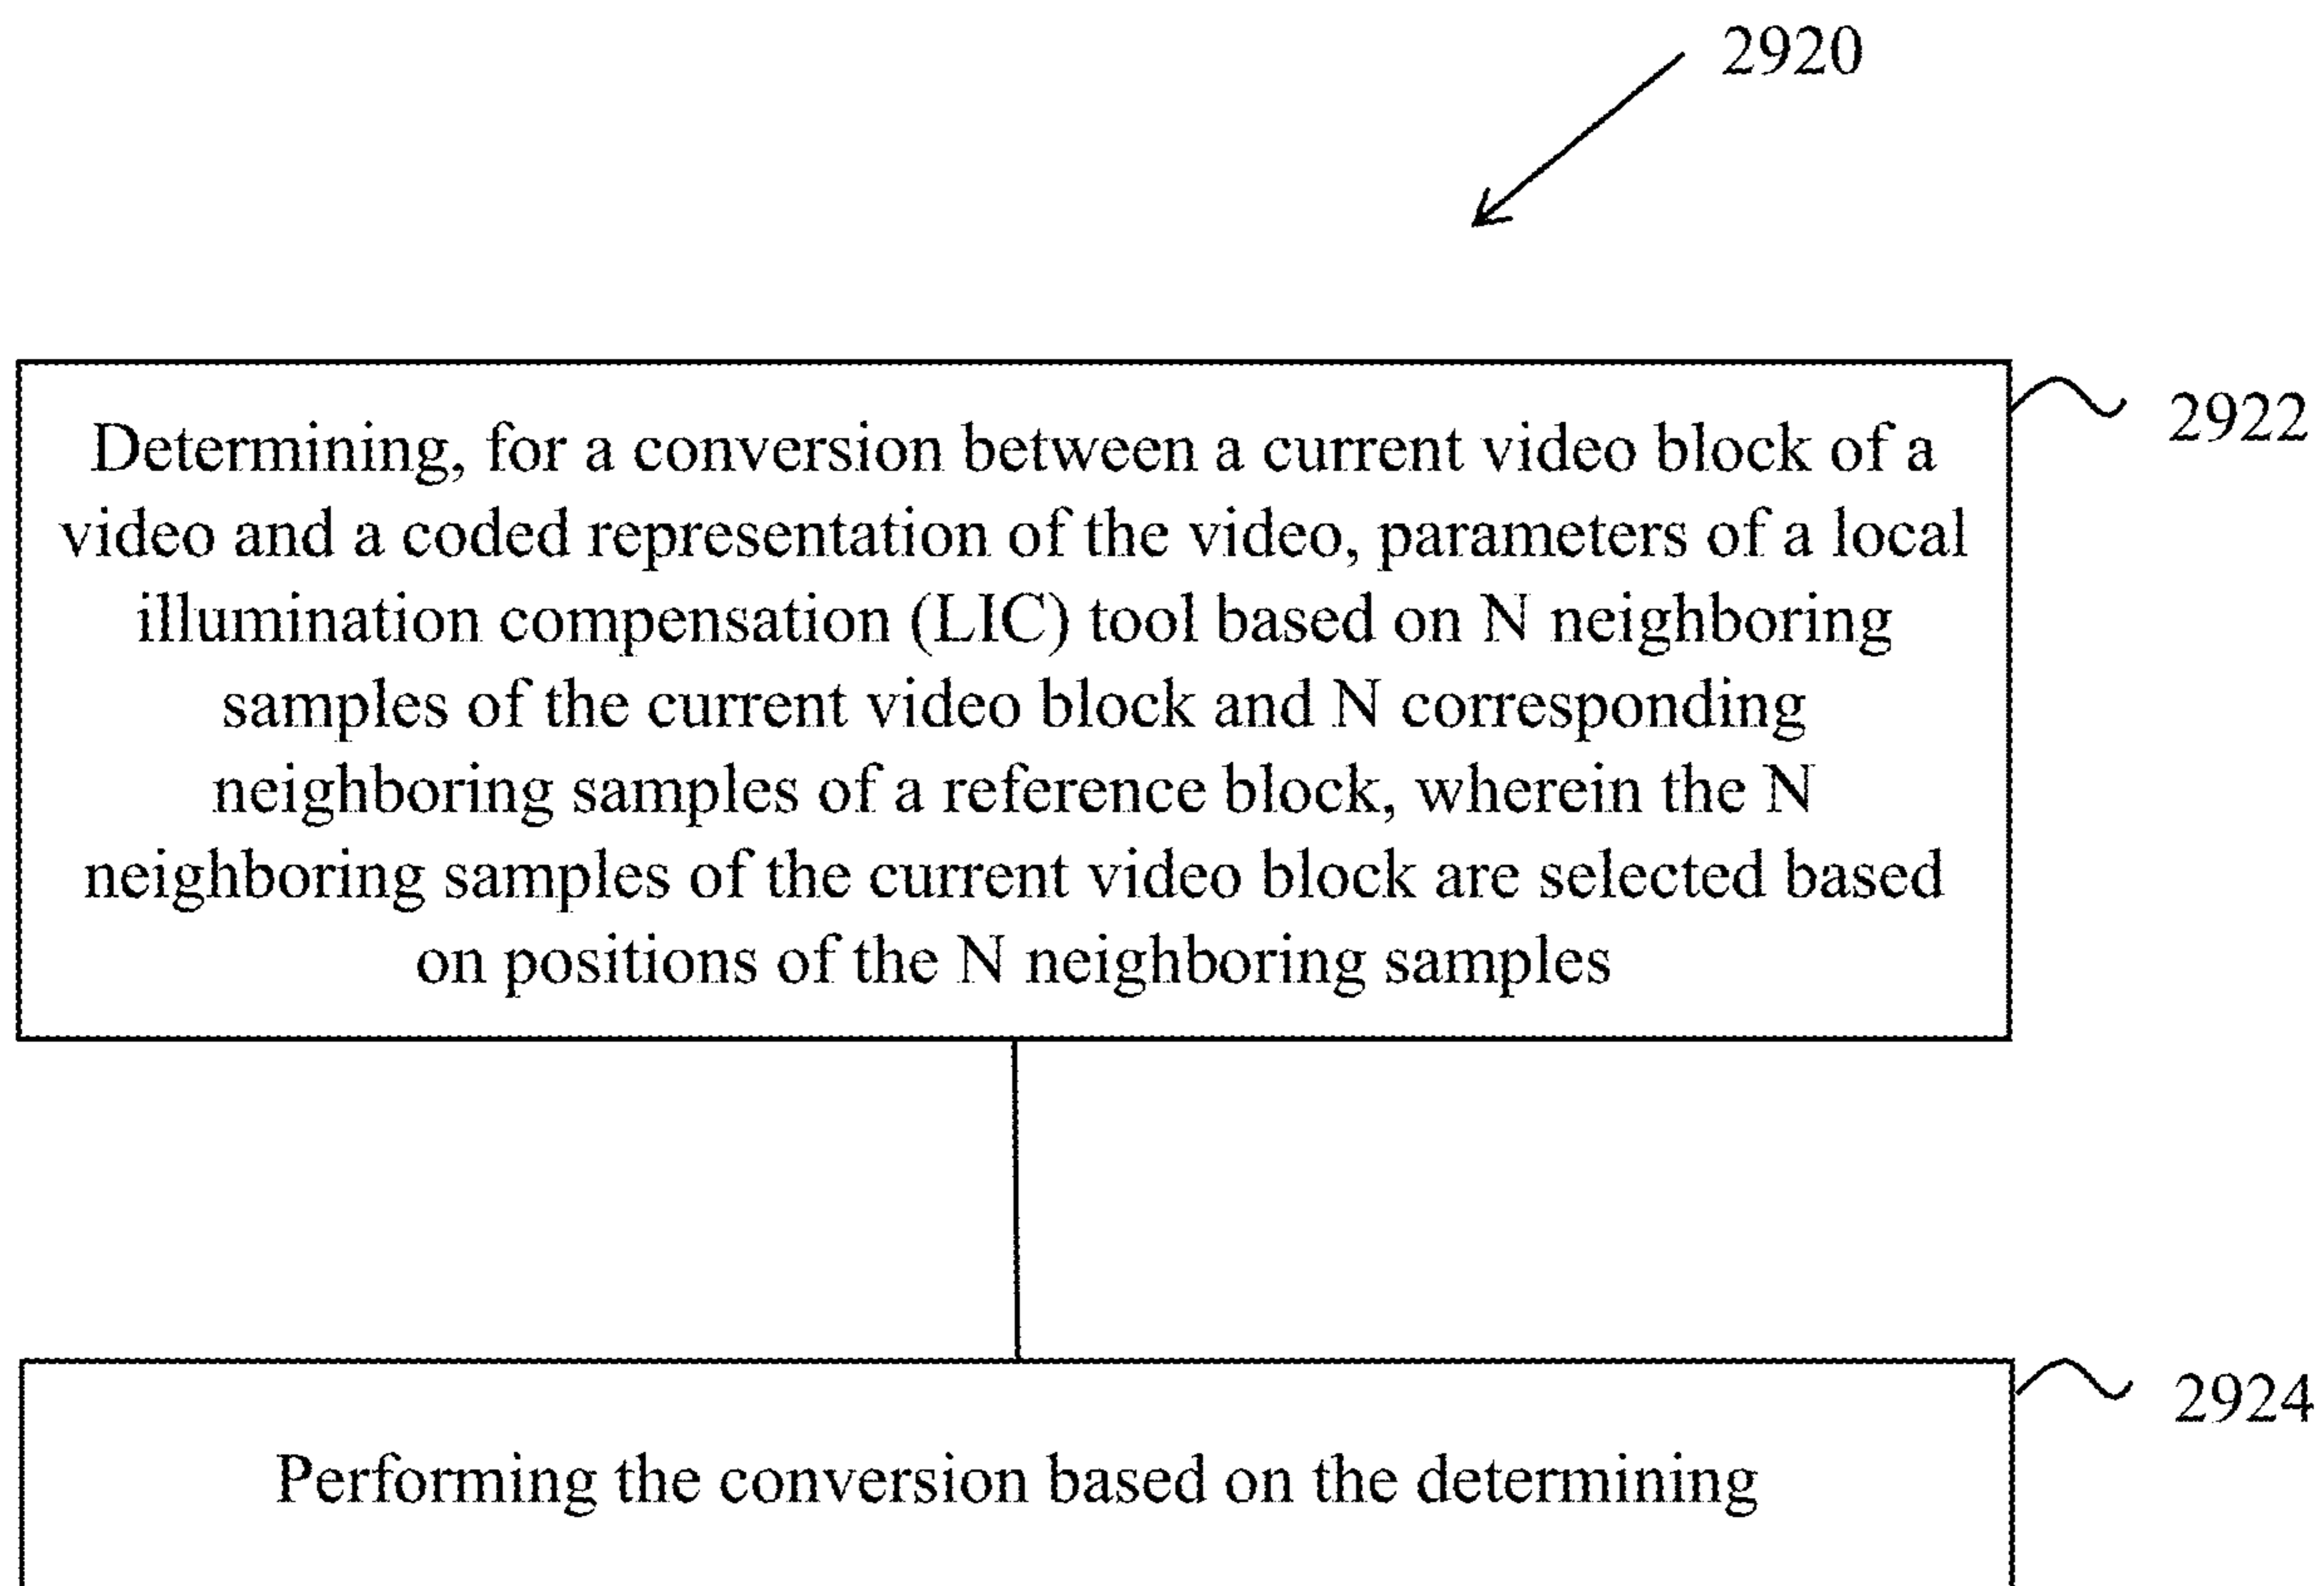 2920
2922
Determining, for a conversion between a current video block of a
video and a coded representation of the video, parameters of a local
illumination compensation (LIC) tool based on N neighboring
samples of the current video block and N corresponding
neighboring samples of a reference block, wherein the N
neighboring samples of the current video block are selected based
on positions of the N neighboring samples
2924
Performing the conversion based on the determining